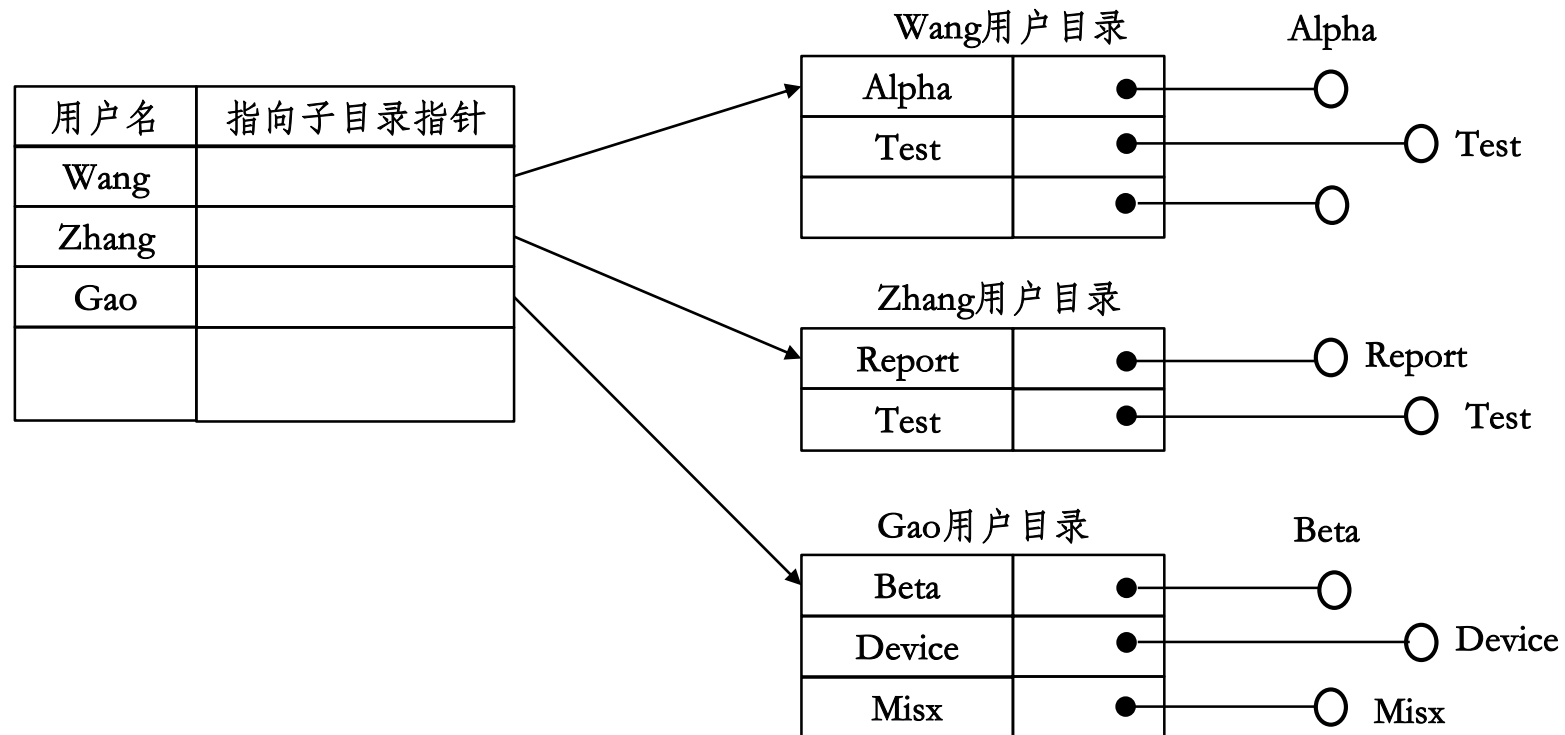 用户名 指向子目录指针
Wang
Zhang
Gao
Wang用户目录 Alpha
Alpha
Test Test
Zhang用户目录
Report Report
Test Test
Gao用户目录 Beta
Beta
Device Device
Misx Misx